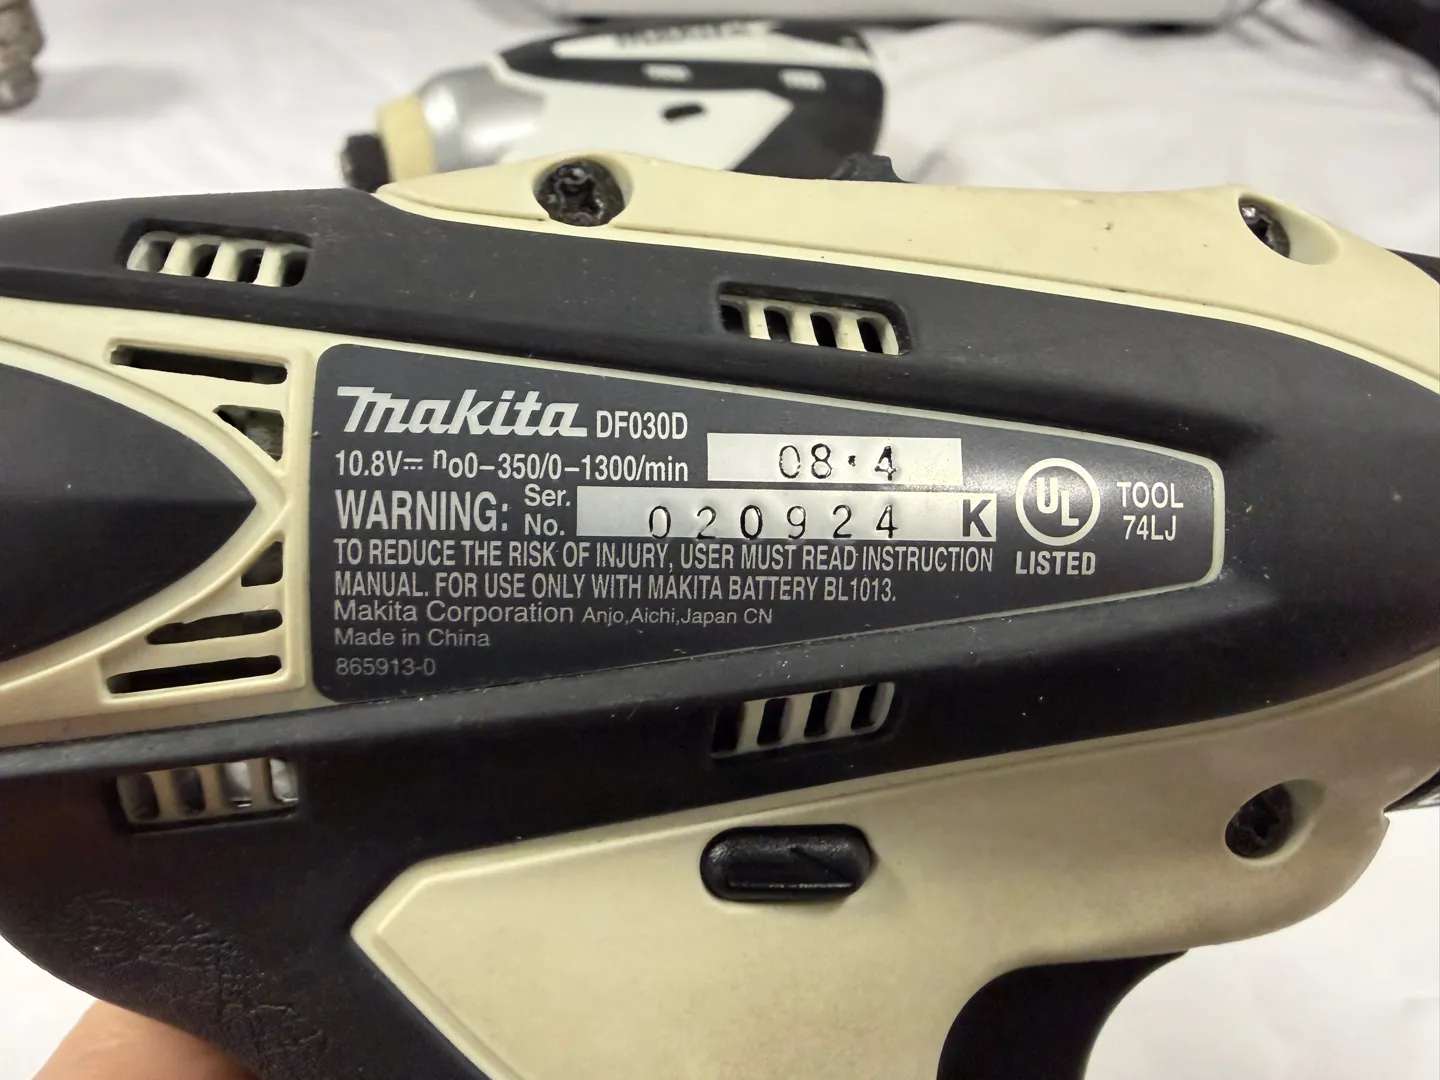 makita
makita DF030D
10.8V⎓ n₀0-350/0-1300/min 08·4
WARNING: Ser. No. 020924 K
TO REDUCE THE RISK OF INJURY, USER MUST READ INSTRUCTION
MANUAL. FOR USE ONLY WITH MAKITA BATTERY BL1013.
Makita Corporation Anjo,Aichi,Japan CN
Made in China
865913-0
UL
LISTED
TOOL
74LJ